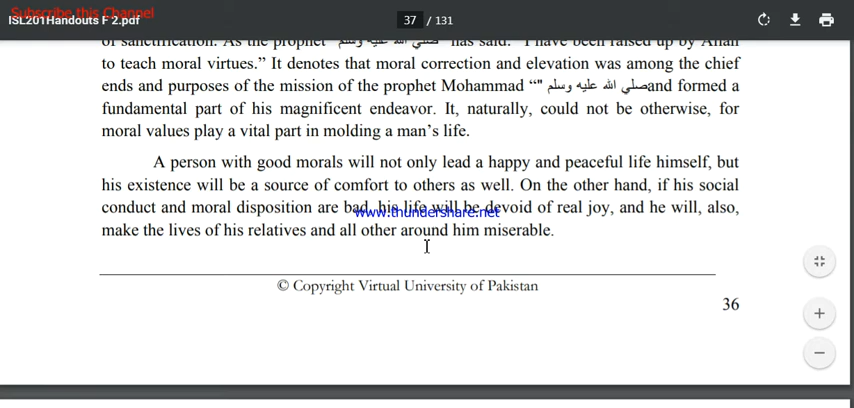 Subscribe this Channel
ISL201Handouts F 2.pdf
37 / 131
of sanctification. As the prophet "صلي الله عليه وسلم" has said: "I have been raised up by Allah
to teach moral virtues.” It denotes that moral correction and elevation was among the chief
ends and purposes of the mission of the prophet Mohammad “" صلي الله عليه وسلمand formed a
fundamental part of his magnificent endeavor. It, naturally, could not be otherwise, for
moral values play a vital part in molding a man’s life.
A person with good morals will not only lead a happy and peaceful life himself, but
his existence will be a source of comfort to others as well. On the other hand, if his social
conduct and moral disposition are bad, his life will be devoid of real joy, and he will, also,
www.thundershare.net
make the lives of his relatives and all other around him miserable.
© Copyright Virtual University of Pakistan
36